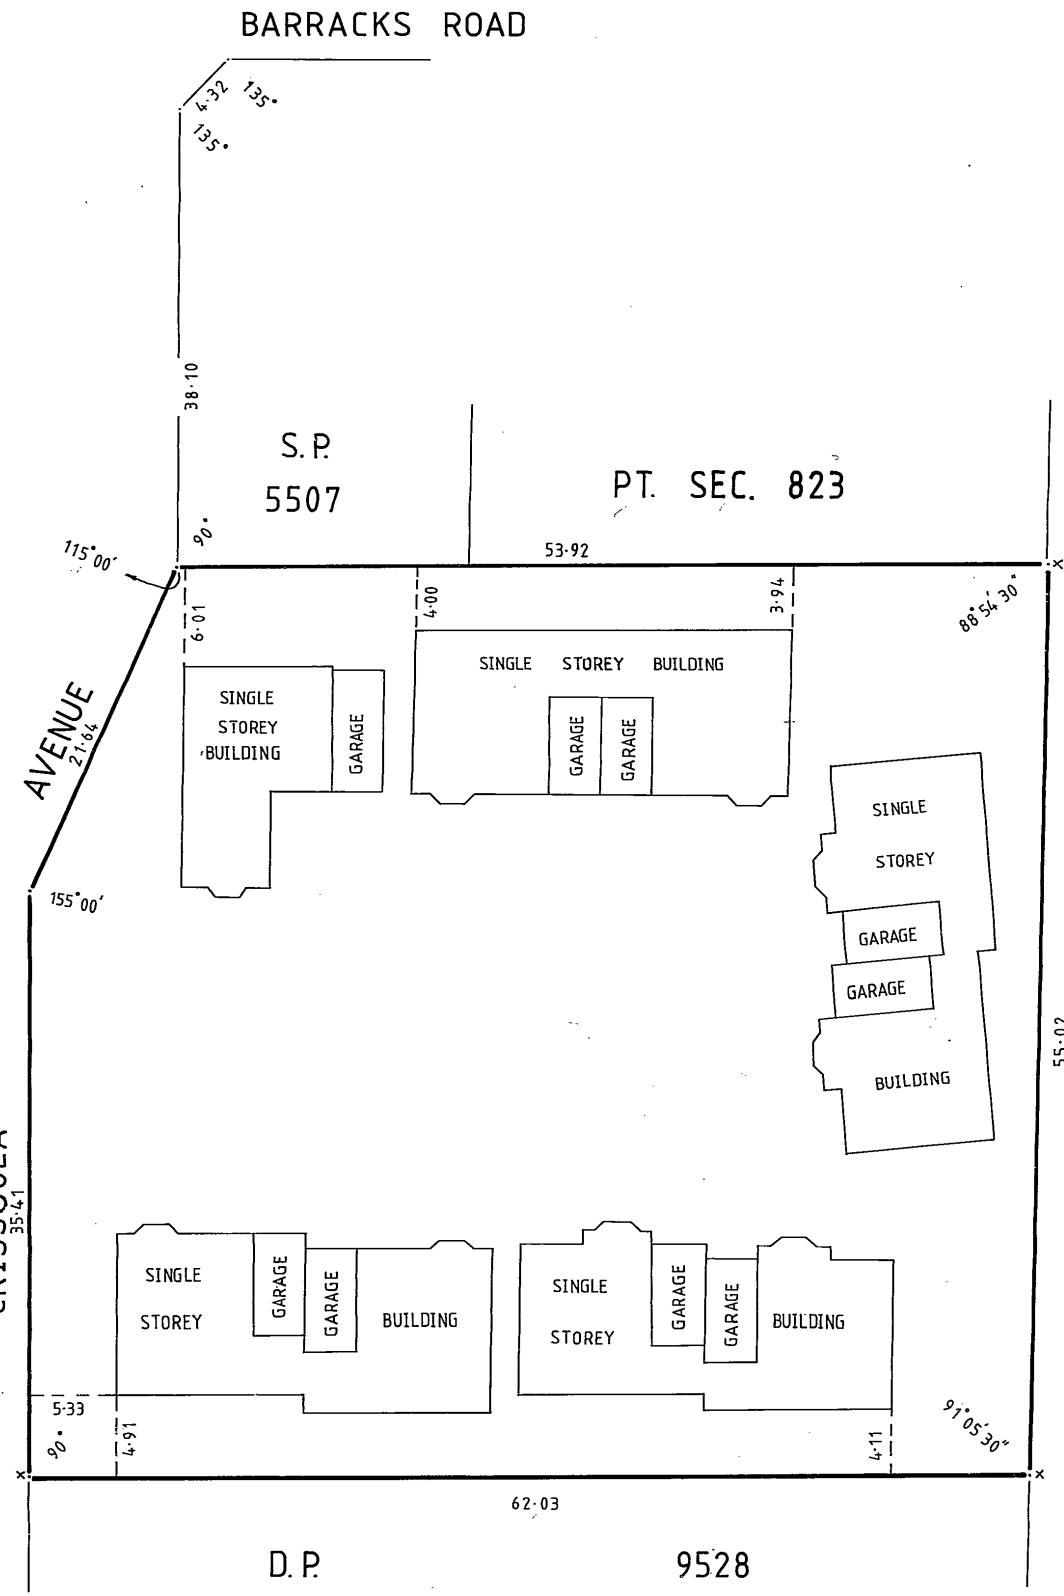 BARRACKS ROAD
4·32
135°
135°
38·10
S.P.
5507
PT. SEC. 823
90°
115°00'
53·92
88°54'30"
6·01
4·00
3·94
AVENUE
21·64
SINGLE
STOREY
BUILDING
GARAGE
SINGLE STOREY BUILDING
GARAGE
GARAGE
SINGLE
STOREY
GARAGE
GARAGE
BUILDING
155°00'
55·02
35·41
SINGLE
STOREY
GARAGE
GARAGE
BUILDING
SINGLE
STOREY
GARAGE
GARAGE
BUILDING
5·33
90°
4·91
4·11
91°05'30"
62·03
D.P. 9528